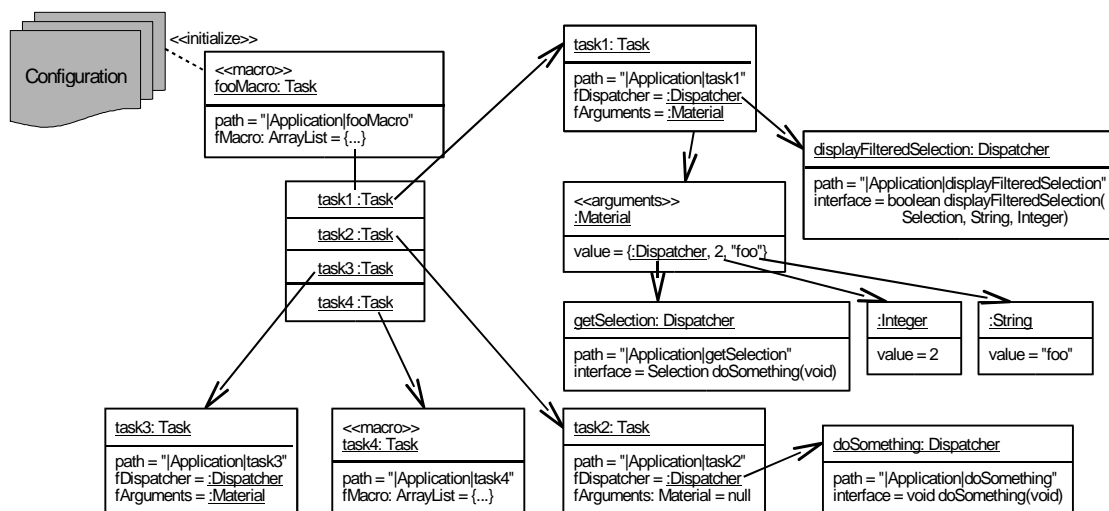 <<initialize>>
Configuration
<<macro>>
fooMacro: Task
path = "|Application|fooMacro"
fMacro: ArrayList = {...}
task1 :Task
task2 :Task
task3 :Task
task4 :Task
task1: Task
path = "|Application|task1"
fDispatcher = :Dispatcher
fArguments = :Material
displayFilteredSelection: Dispatcher
path = "|Application|displayFilteredSelection"
interface = boolean displayFilteredSelection(
Selection, String, Integer)
<<arguments>>
:Material
value = {:Dispatcher, 2, "foo"}
getSelection: Dispatcher
path = "|Application|getSelection"
interface = Selection doSomething(void)
:Integer
value = 2
:String
value = "foo"
task3: Task
path = "|Application|task3"
fDispatcher = :Dispatcher
fArguments = :Material
<<macro>>
task4: Task
path = "|Application|task4"
fMacro: ArrayList = {...}
task2: Task
path = "|Application|task2"
fDispatcher = :Dispatcher
fArguments: Material = null
doSomething: Dispatcher
path = "|Application|doSomething"
interface = void doSomething(void)